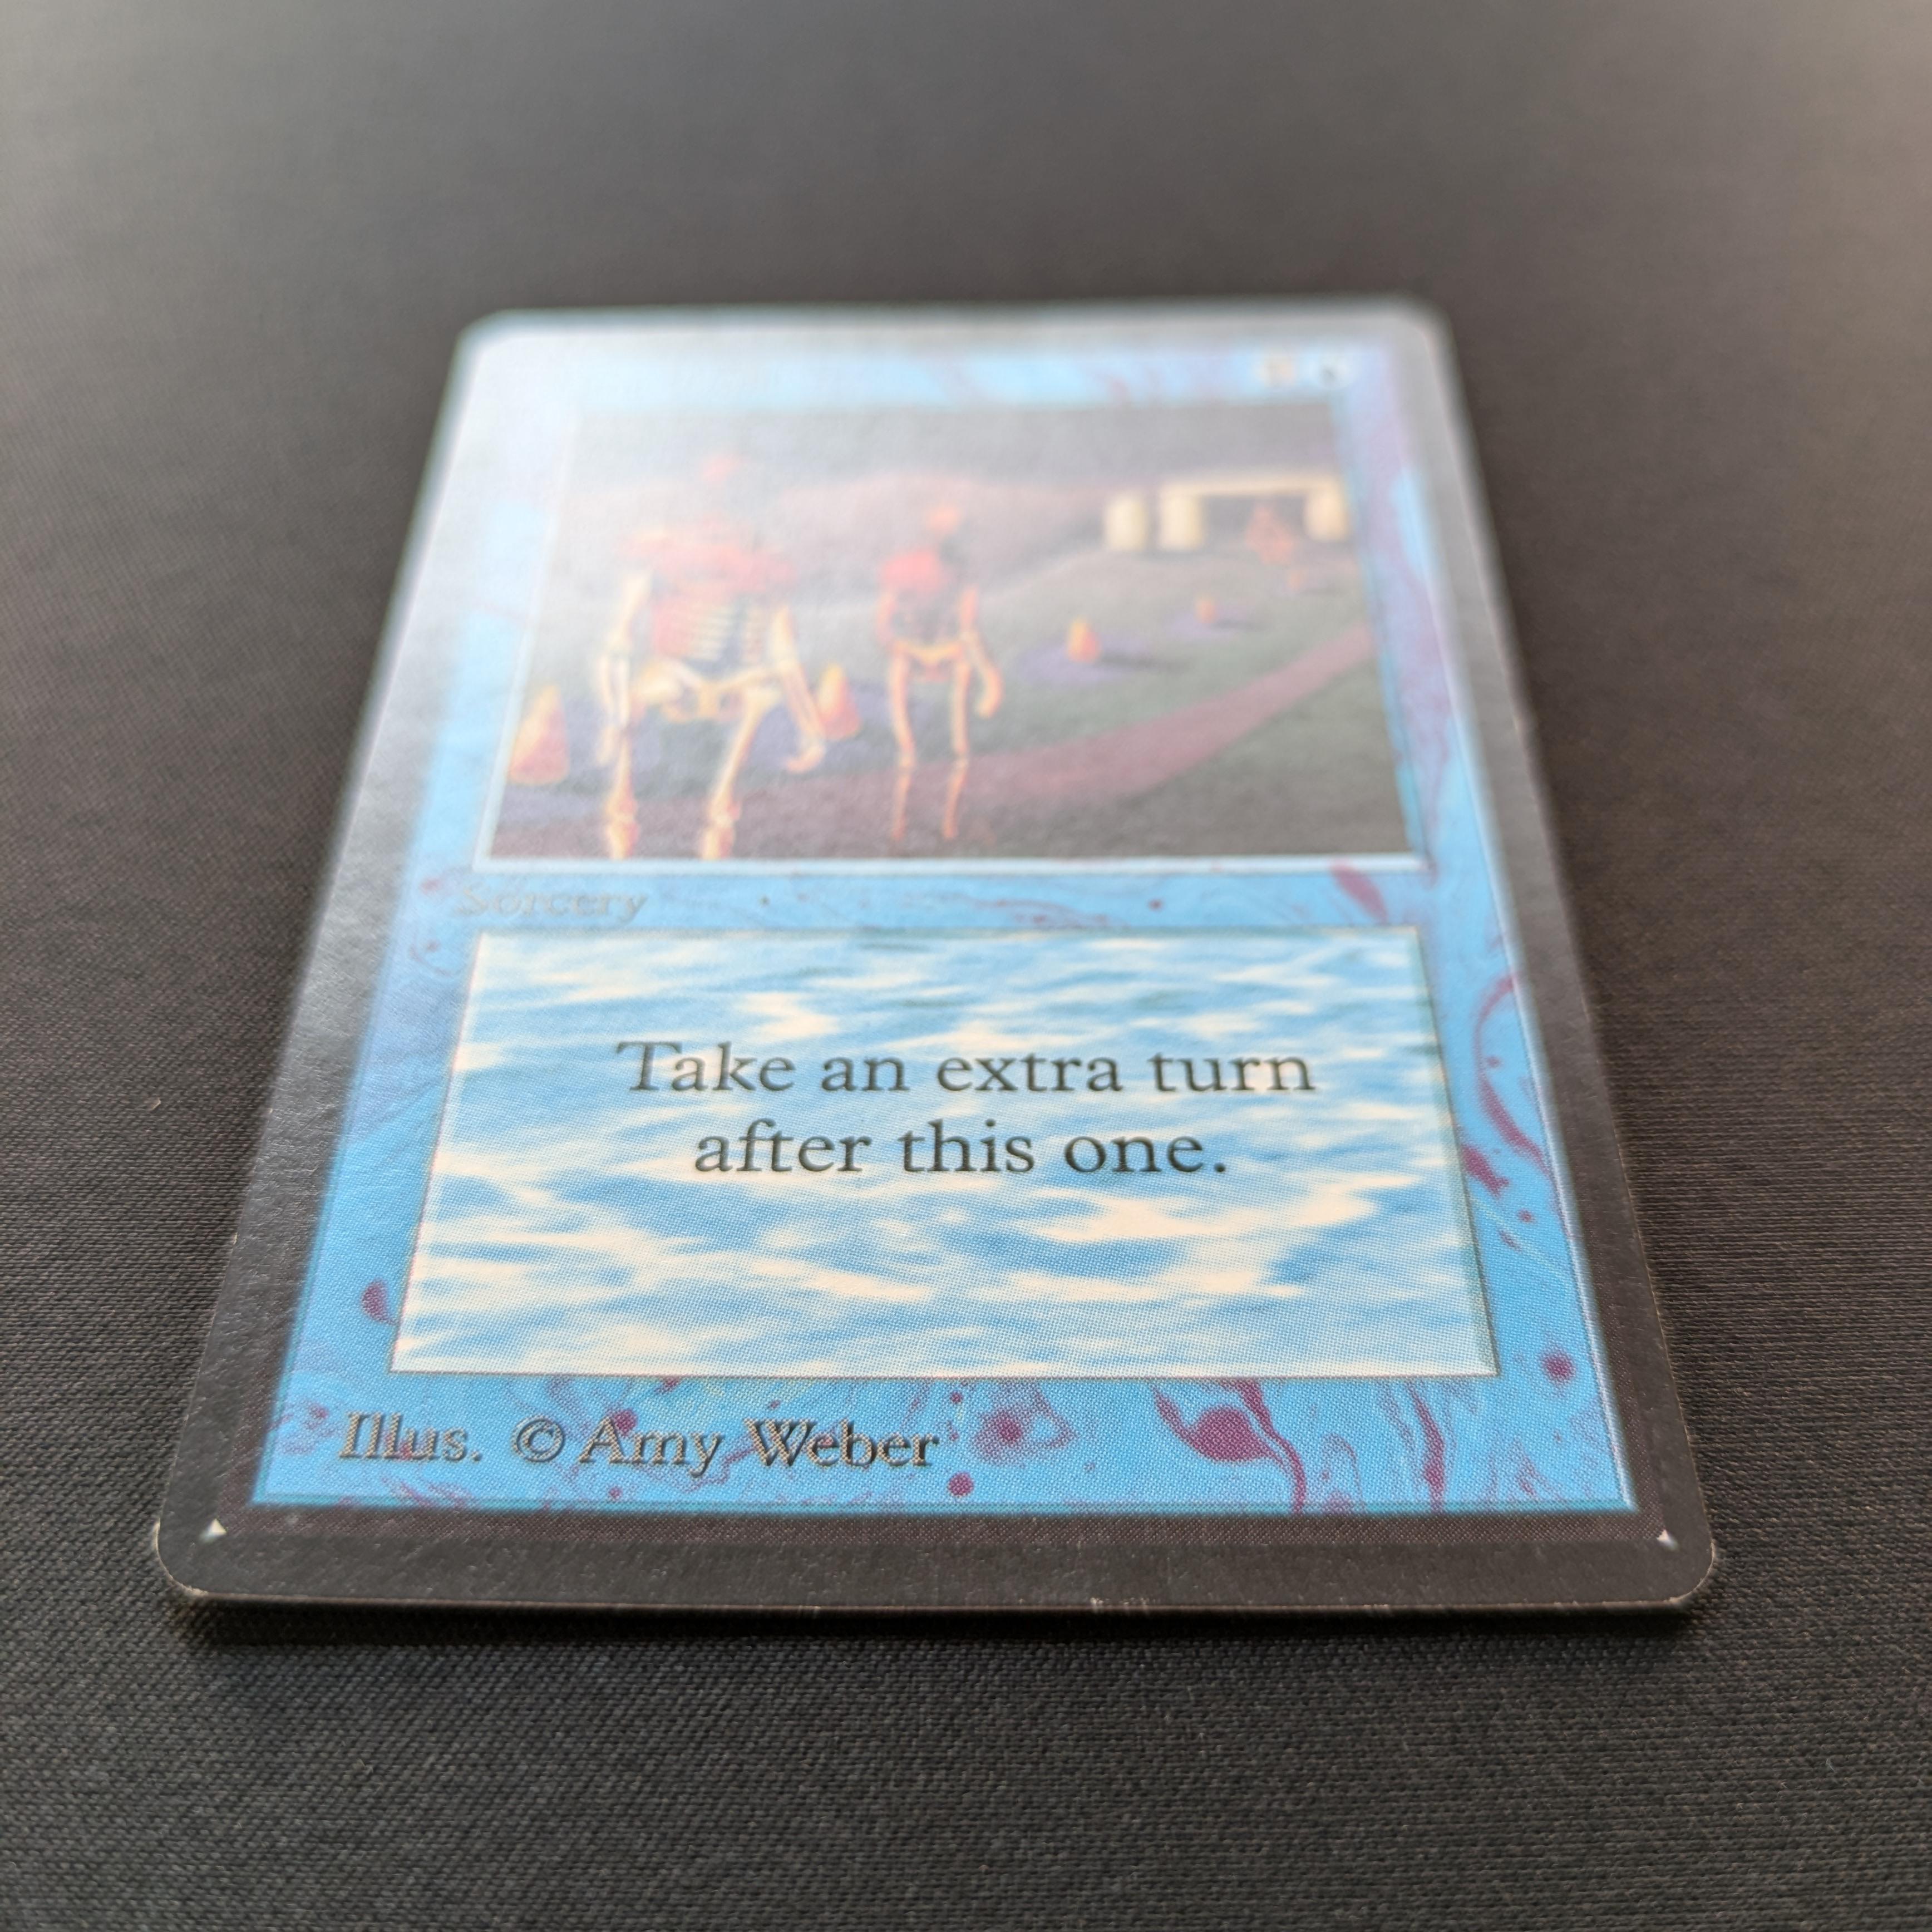 Sorcery
Take an extra turn
after this one.
Illus. © Amy Weber